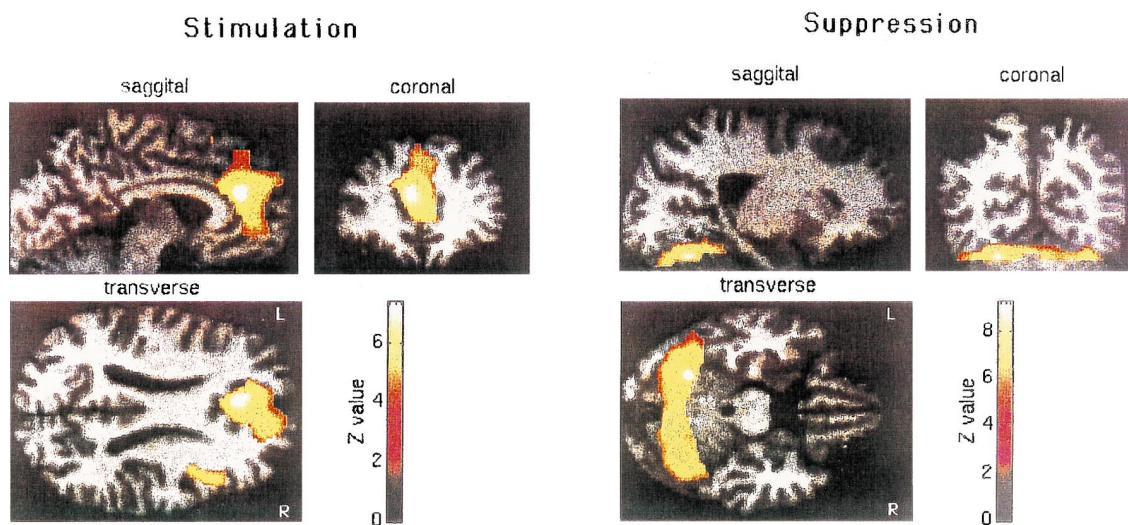 Stimulation
saggital
coronal
transverse
L
R
Z value
6
4
2
0
Suppression
saggital
coronal
transverse
L
R
Z value
8
6
4
2
0